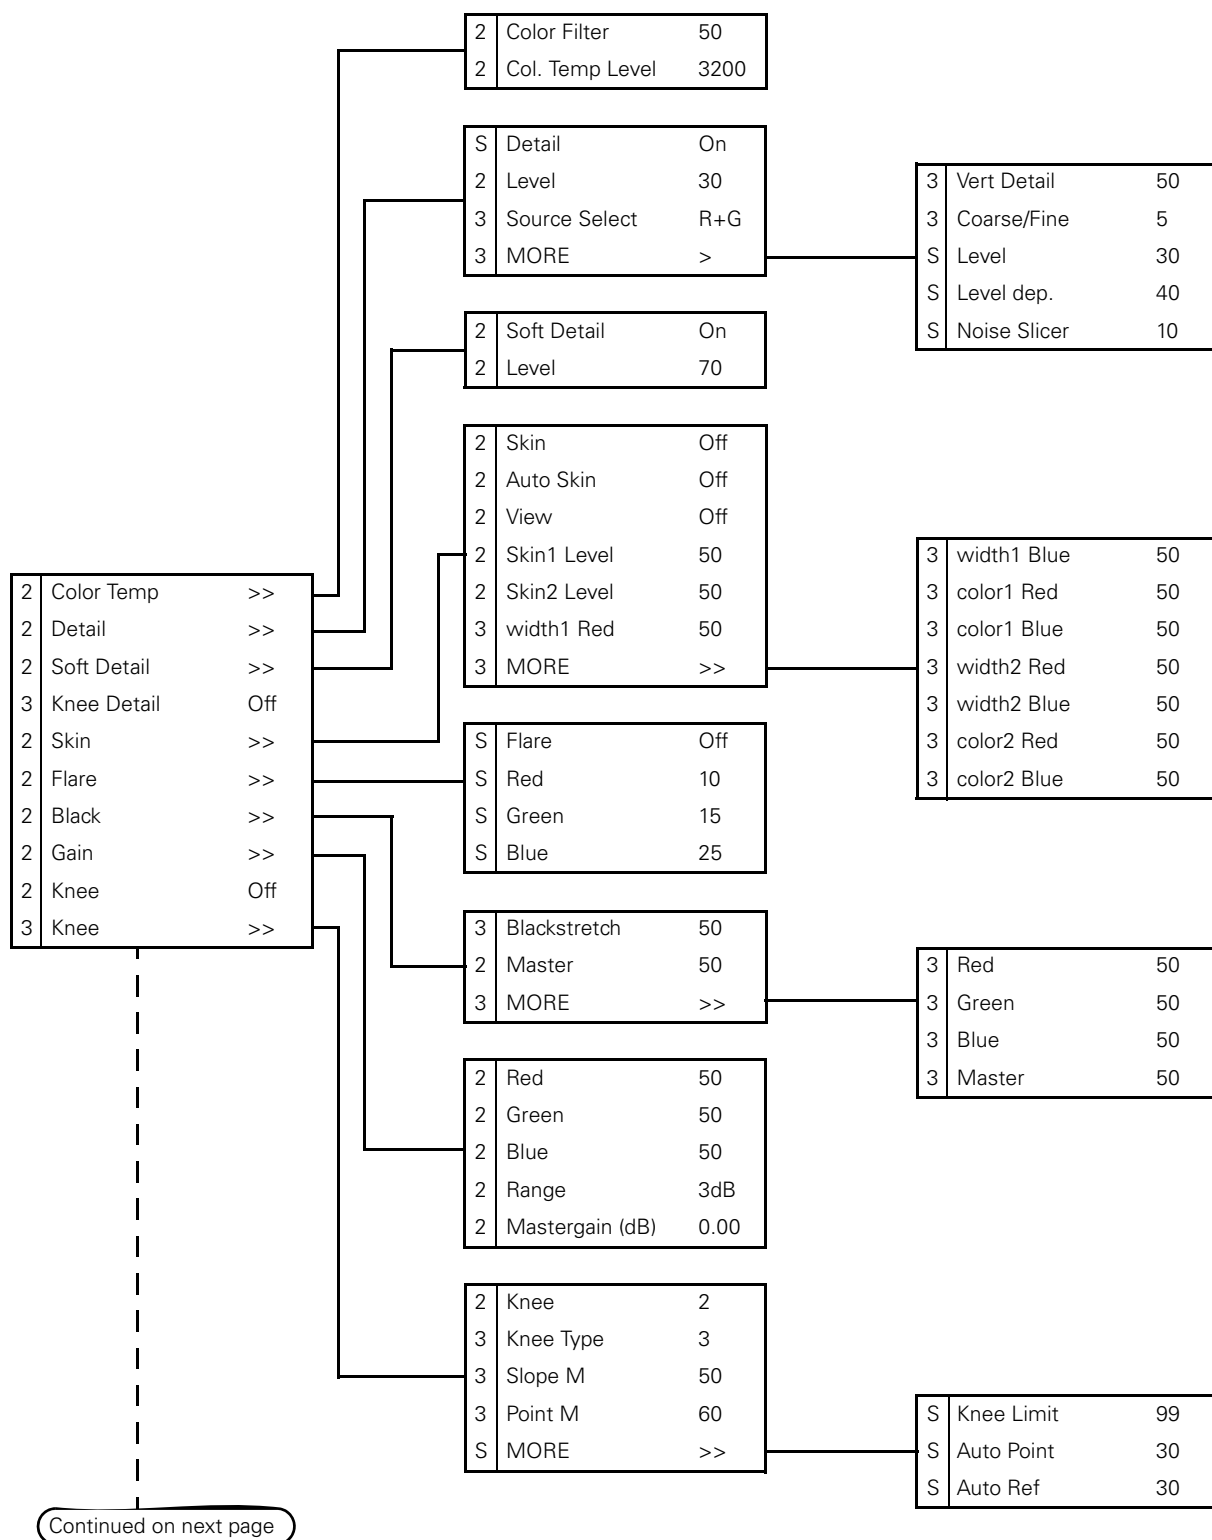 2 Color Filter 50
2 Col. Temp Level 3200
S Detail On
2 Level 30
3 Source Select R+G
3 MORE >
3 Vert Detail 50
3 Coarse/Fine 5
S Level 30
S Level dep. 40
S Noise Slicer 10
2 Soft Detail On
2 Level 70
2 Skin Off
2 Auto Skin Off
2 View Off
2 Skin1 Level 50
2 Skin2 Level 50
3 width1 Red 50
3 MORE >>
3 width1 Blue 50
3 color1 Red 50
3 color1 Blue 50
3 width2 Red 50
3 width2 Blue 50
3 color2 Red 50
3 color2 Blue 50
2 Color Temp >>
2 Detail >>
2 Soft Detail >>
3 Knee Detail Off
2 Skin >>
2 Flare >>
2 Black >>
2 Gain >>
2 Knee Off
3 Knee >>
S Flare Off
S Red 10
S Green 15
S Blue 25
3 Blackstretch 50
2 Master 50
3 MORE >>
3 Red 50
3 Green 50
3 Blue 50
3 Master 50
2 Red 50
2 Green 50
2 Blue 50
2 Range 3dB
2 Mastergain (dB) 0.00
2 Knee 2
3 Knee Type 3
3 Slope M 50
3 Point M 60
S MORE >>
S Knee Limit 99
S Auto Point 30
S Auto Ref 30
Continued on next page